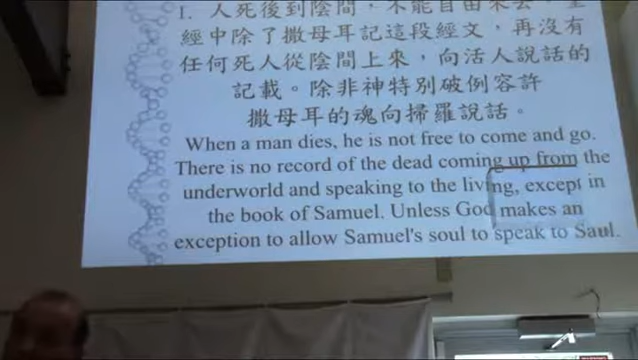 1. 人死後到陰間，不能自由來去。聖
經中除了撒母耳記這段經文，再沒有
任何死人從陰間上來，向活人說話的
記載。除非神特別破例容許
撒母耳的魂向掃羅說話。
When a man dies, he is not free to come and go.
There is no record of the dead coming up from the
underworld and speaking to the living, except in
the book of Samuel. Unless God makes an
exception to allow Samuel's soul to speak to Saul.